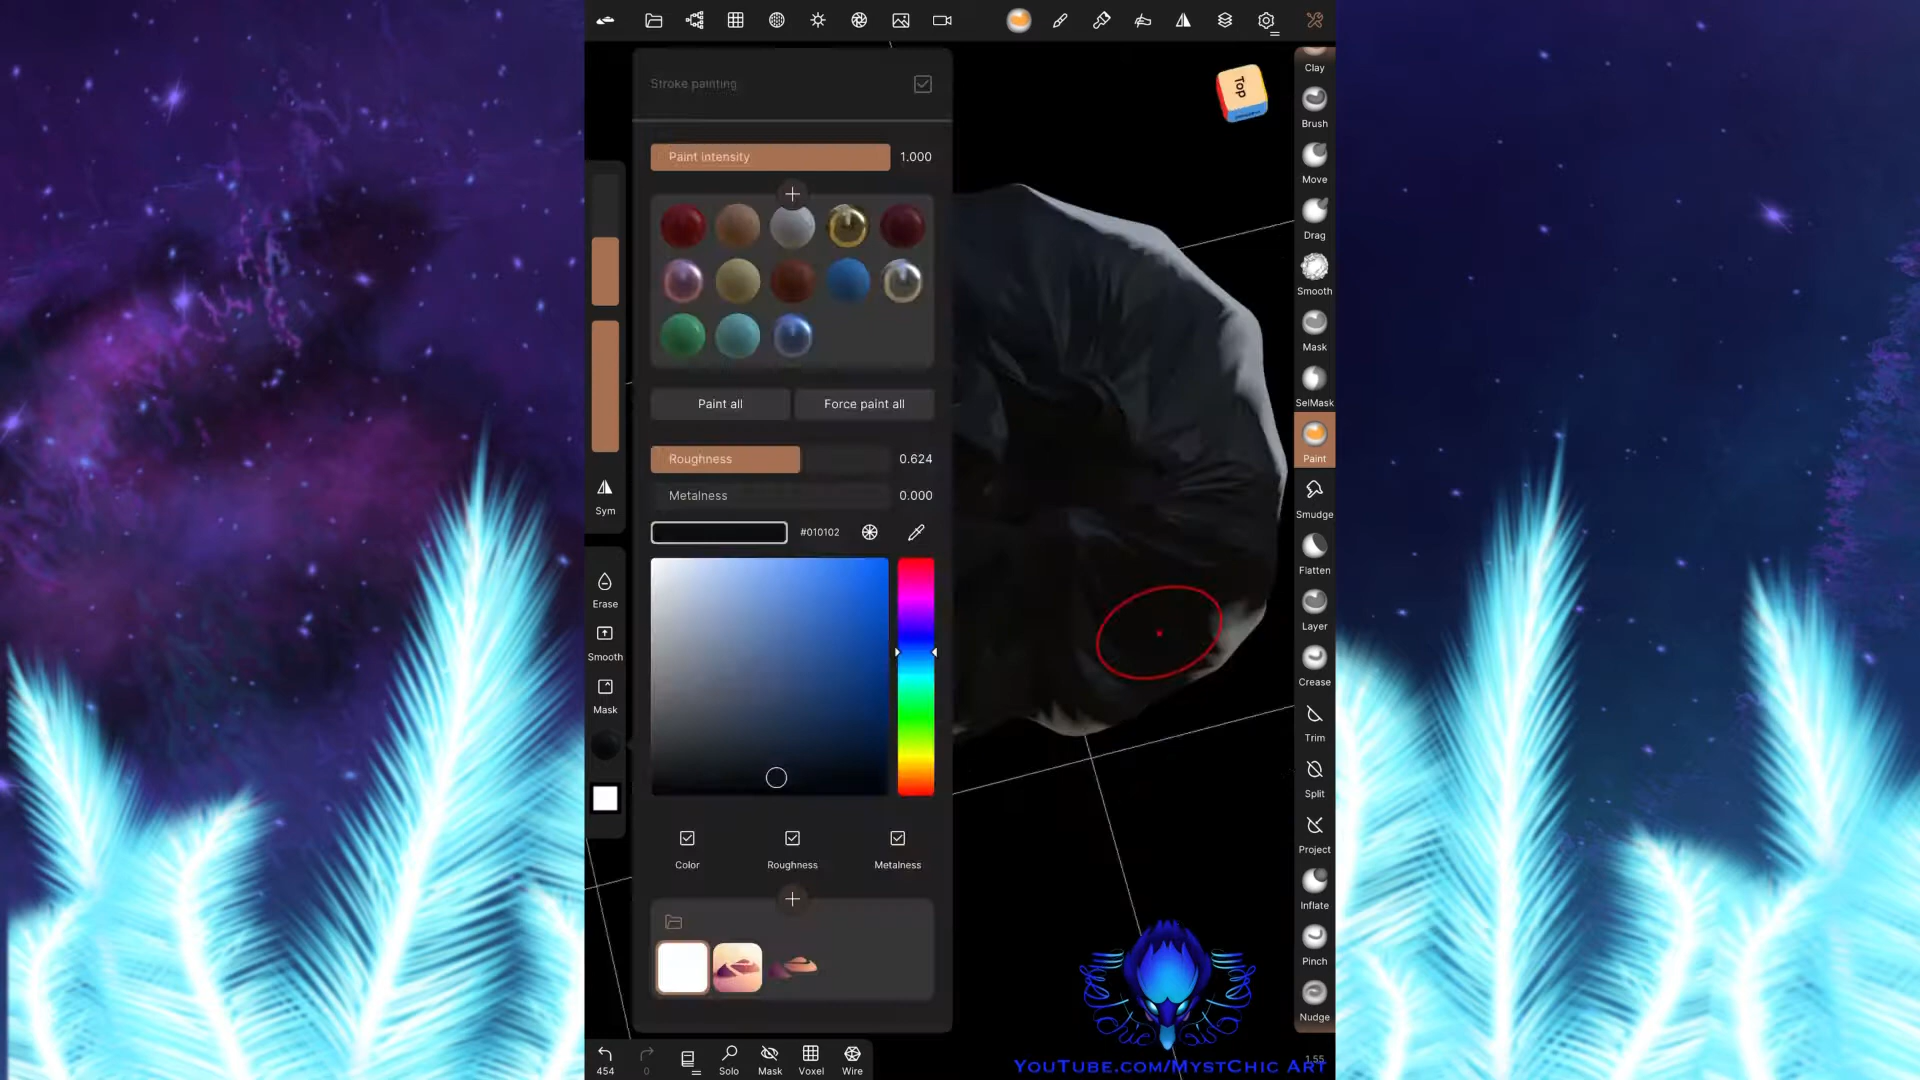 Stroke painting
Paint intensity 1.000
Paint all
Force paint all
Roughness 0.624
Metalness 0.000
#010102
Color
Roughness
Metalness
Sym
Erase
Smooth
Mask
454
0
Solo
Mask
Voxel
Wire
Top
Clay
Brush
Move
Drag
Smooth
Mask
SelMask
Paint
Smudge
Flatten
Layer
Crease
Trim
Split
Project
Inflate
Pinch
Nudge
1.55
YouTube.com/MystChic Art